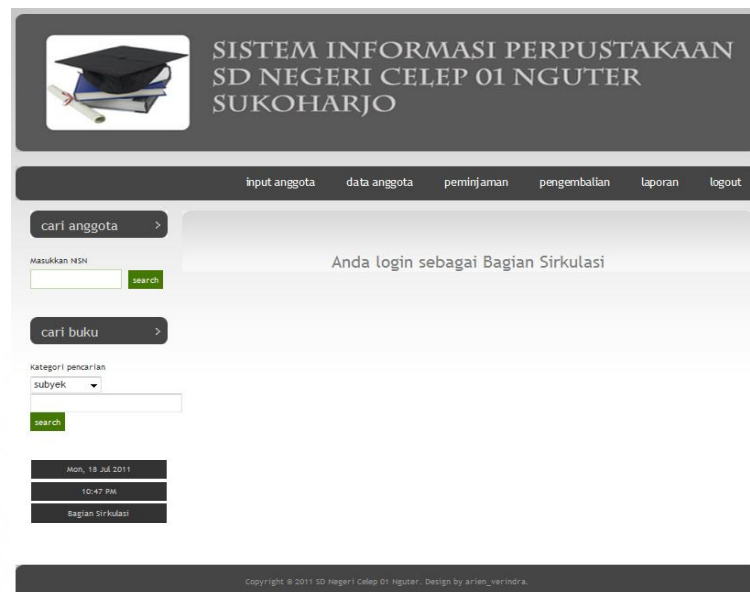 SISTEM INFORMASI PERPUSTAKAAN
SD NEGERI CELEP 01 NGUTER
SUKOHARJO
input anggota data anggota peminjaman pengembalian laporan logout
cari anggota >
Masukkan NISN
search
Anda login sebagai Bagian Sirkulasi
cari buku >
Kategori pencarian
subyek
search
Mon, 18 Jul 2011
10:47 PM
Bagian Sirkulasi
Copyright © 2011 SD Negeri Celep 01 Nguter. Design by arien_verindra.